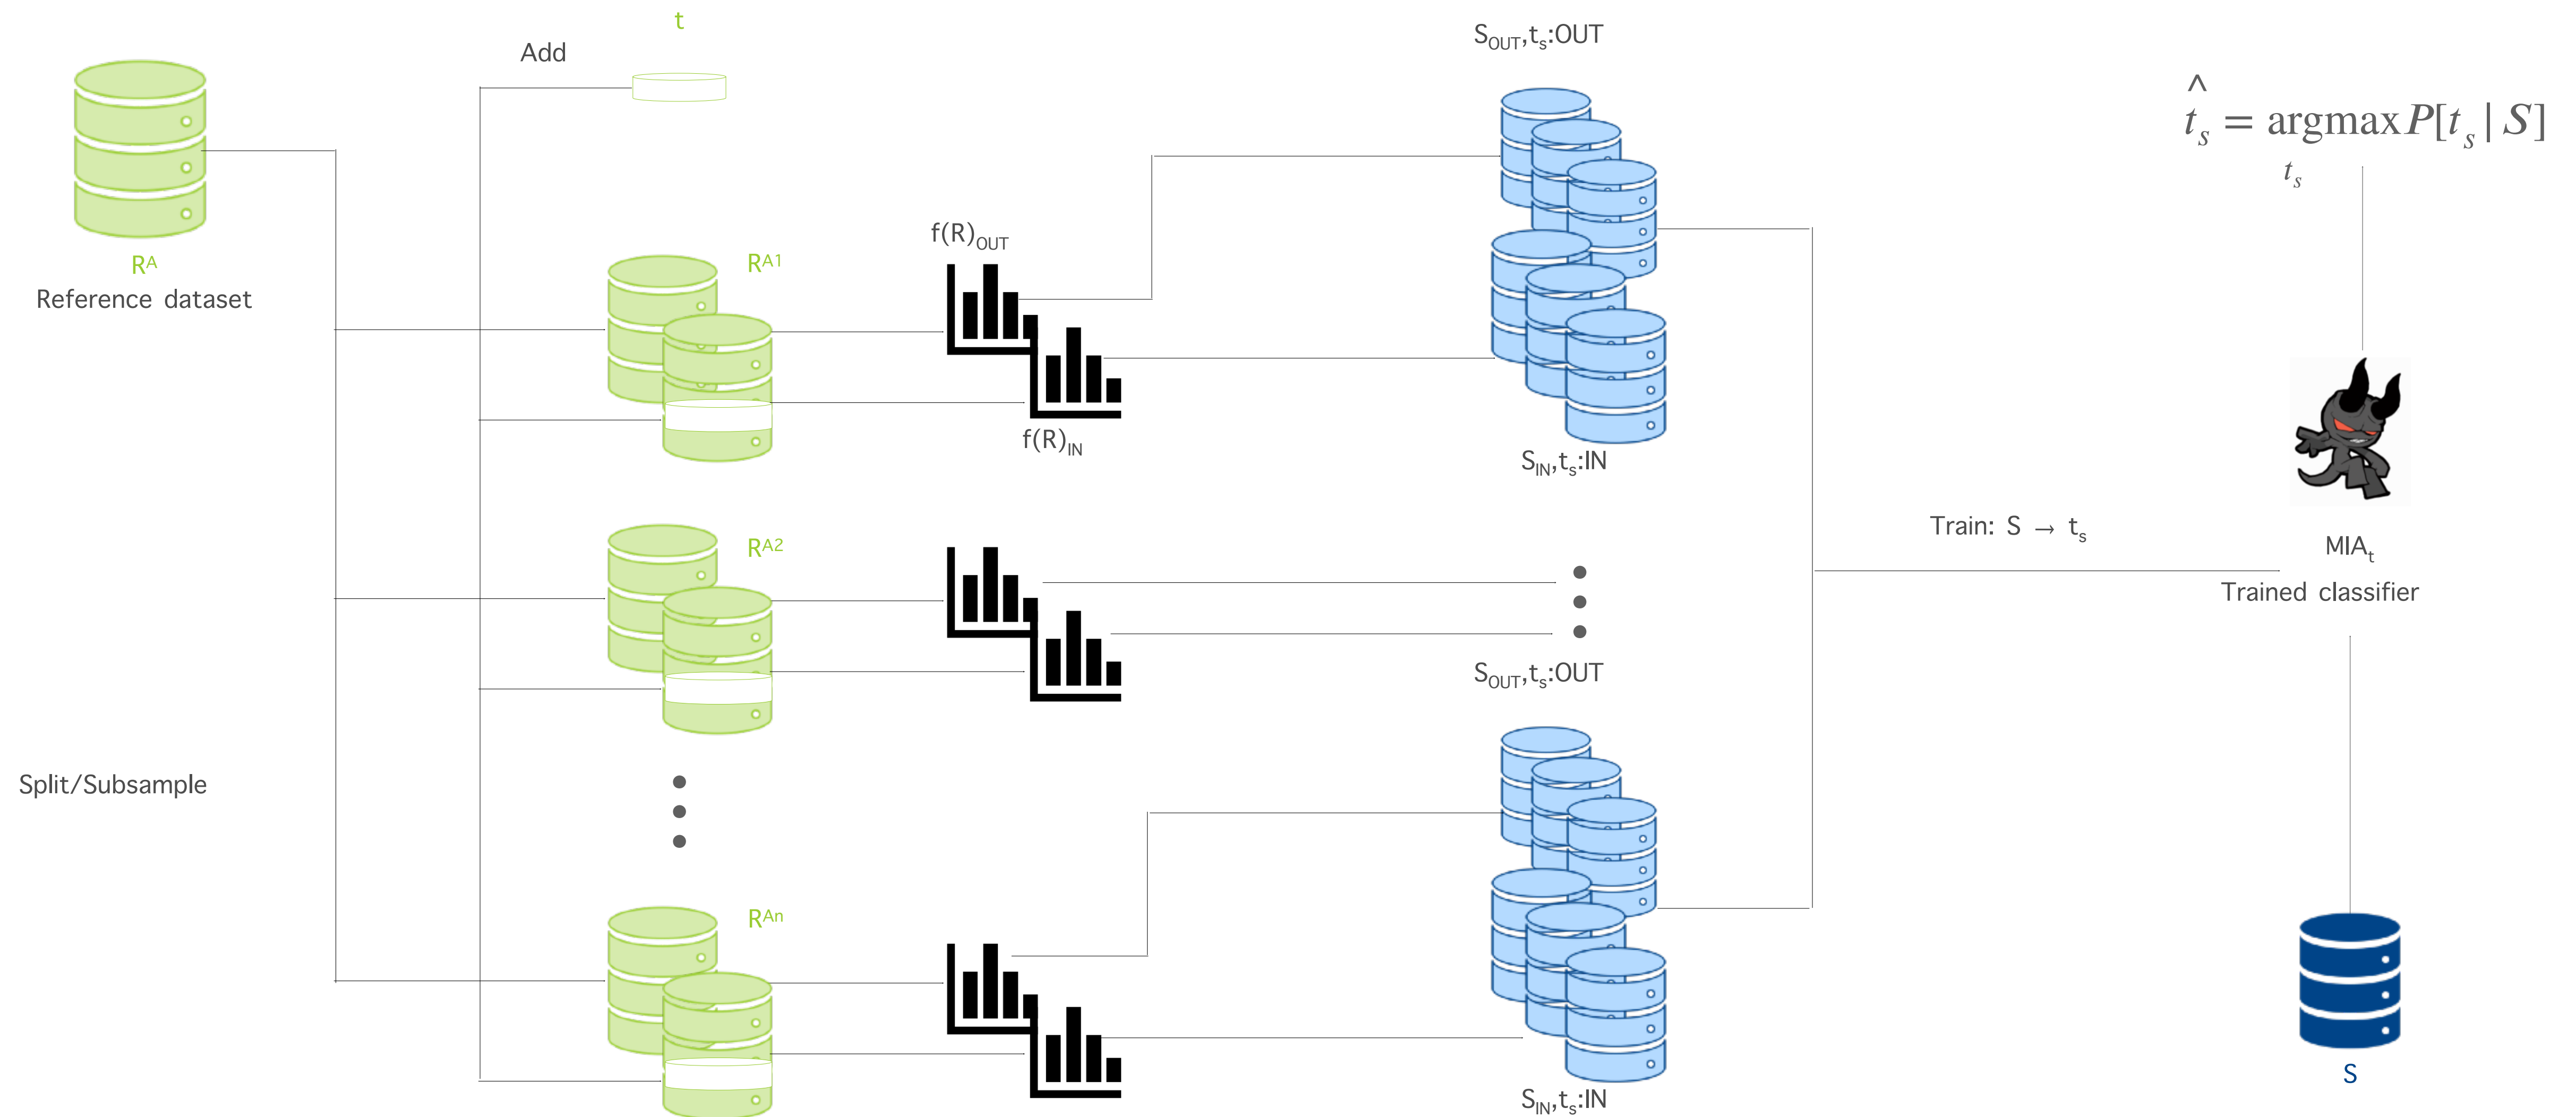 t
Add
S_OUT,t_s:OUT
t̂_s = argmax P[t_s | S]
t_s
f(R)_OUT
R^A
R^A1
Reference dataset
f(R)_IN
S_IN,t_s:IN
Train: S → t_s
R^A2
MIA_t
Trained classifier
S_OUT,t_s:OUT
Split/Subsample
R^An
S
S_IN,t_s:IN